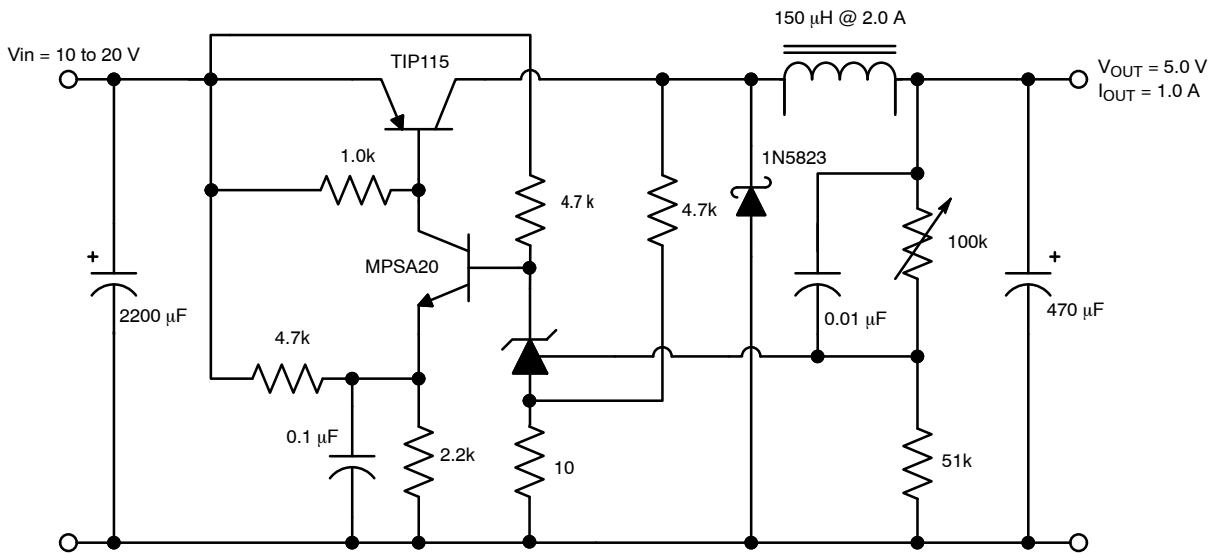 150 μH @ 2.0 A
Vin = 10 to 20 V
TIP115
VOUT = 5.0 V
IOUT = 1.0 A
1.0k
1N5823
4.7 k
4.7k
100k
MPSA20
+
2200 μF
0.01 μF
+
470 μF
4.7k
0.1 μF
2.2k
10
51k